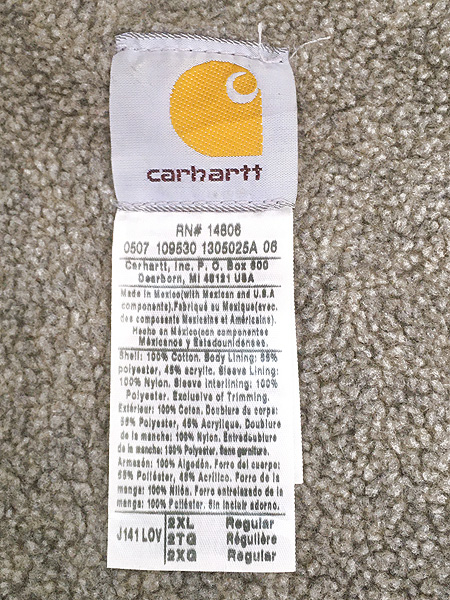 carhartt
RN# 14806
0507 109530 1305025A 06
Carhartt, Inc. P. O. Box 600
Dearborn, MI 48121 USA
Made in Mexico(with Mexican and U.S.A
components).Fabriqué au Mexique(avec.
des composants Mexicains et Américains).
Hecho en México(con componentes
Méxicanos y Estadounidenses.
Shell: 100% Cotton. Body Lining: 55%
polyester, 45% acrylic. Sleeve Lining:
100% Nylon. Sleeve interlining: 100%
Polyester. Exclusive of Trimming.
Extérieur: 100% Coton. Doublure du corps:
55% Polyester, 45% Acrylique. Doublure
de la manche: 100% Nylon. Entredoublure
de la manche: 100% Polyester. Sans garniture.
Armazón: 100% Algodón. Forro del cuerpo:
55% Poliéster, 45% Acrílico. Forro de la
manga: 100% Nilón. Forro entrelazado de la
manga: 100% Poliéster. Sin incluir adorno.
J141 LOV
2XL Regular
2TG Régulière
2XG Regular